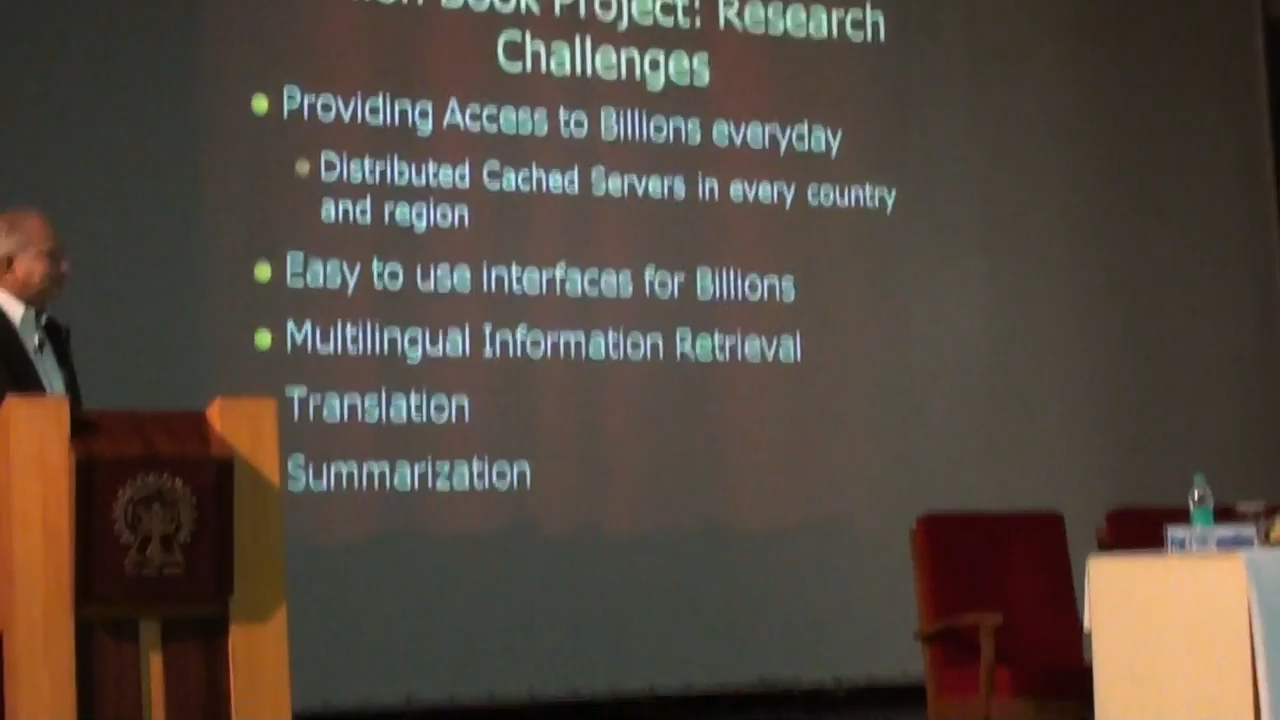 Book Project: Research
Challenges
Providing Access to Billions everyday
Distributed Cached Servers in every country
and region
Easy to use interfaces for Billions
Multilingual Information Retrieval
Translation
Summarization